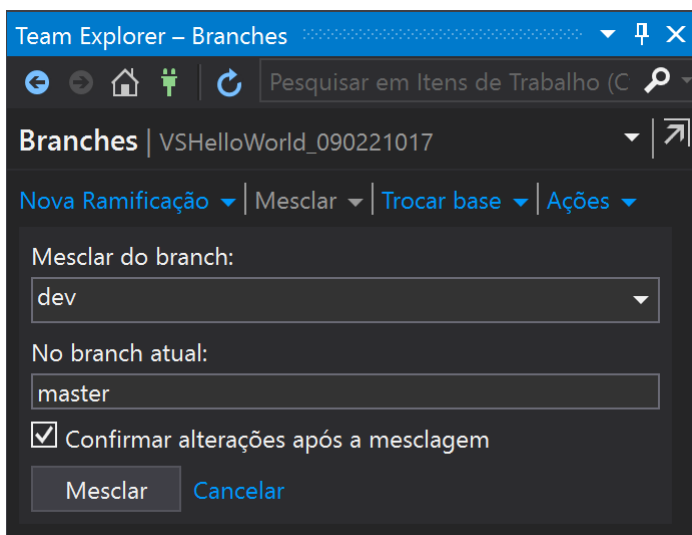 Team Explorer – Branches
Pesquisar em Itens de Trabalho (C
Branches | VSHelloWorld_090221017
Nova Ramificação | Mesclar | Trocar base | Ações
Mesclar do branch:
dev
No branch atual:
master
Confirmar alterações após a mesclagem
Mesclar Cancelar